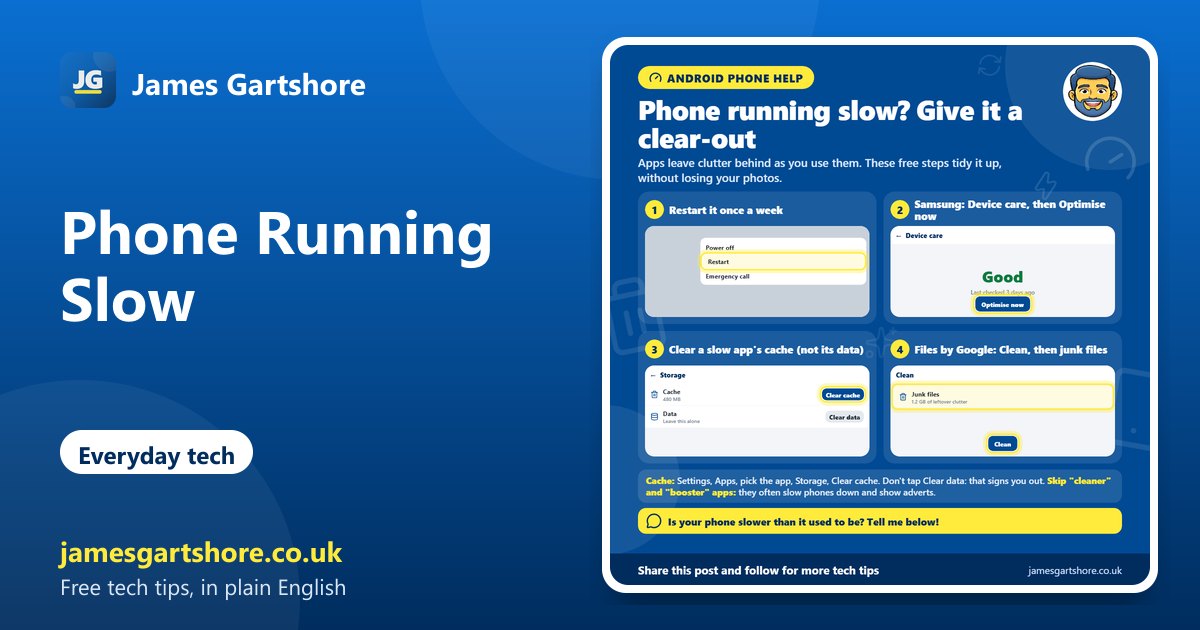 JG
James Gartshore
Phone Running
Slow
Everyday tech
jamesgartshore.co.uk
Free tech tips, in plain English
ANDROID PHONE HELP
Phone running slow? Give it a
clear-out
Apps leave clutter behind as you use them. These free steps tidy it up,
without losing your photos.
1 Restart it once a week
Power off
Restart
Emergency call
2 Samsung: Device care, then Optimise
now
← Device care
Good
Last checked 3 days ago
Optimise now
3 Clear a slow app's cache (not its data)
← Storage
Cache
480 MB
Clear cache
Data
Leave this alone
Clear data
4 Files by Google: Clean, then junk files
Clean
Junk files
1.2 GB of leftover clutter
Clean
Cache: Settings, Apps, pick the app, Storage, Clear cache. Don't tap Clear data: that signs you out. Skip "cleaner"
and "booster" apps: they often slow phones down and show adverts.
Is your phone slower than it used to be? Tell me below!
Share this post and follow for more tech tips
jamesgartshore.co.uk